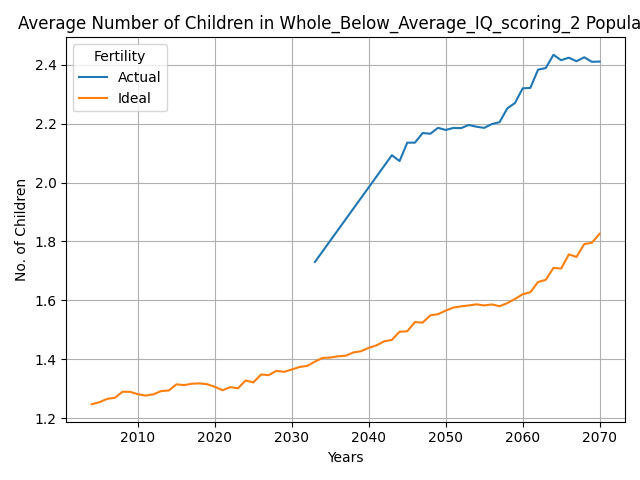 Average Number of Children in Whole_Below_Average_IQ_scoring_2 Popula
Fertility
Actual
Ideal
No. of Children
2.4
2.2
2.0
1.8
1.6
1.4
1.2
2010 2020 2030 2040 2050 2060 2070
Years